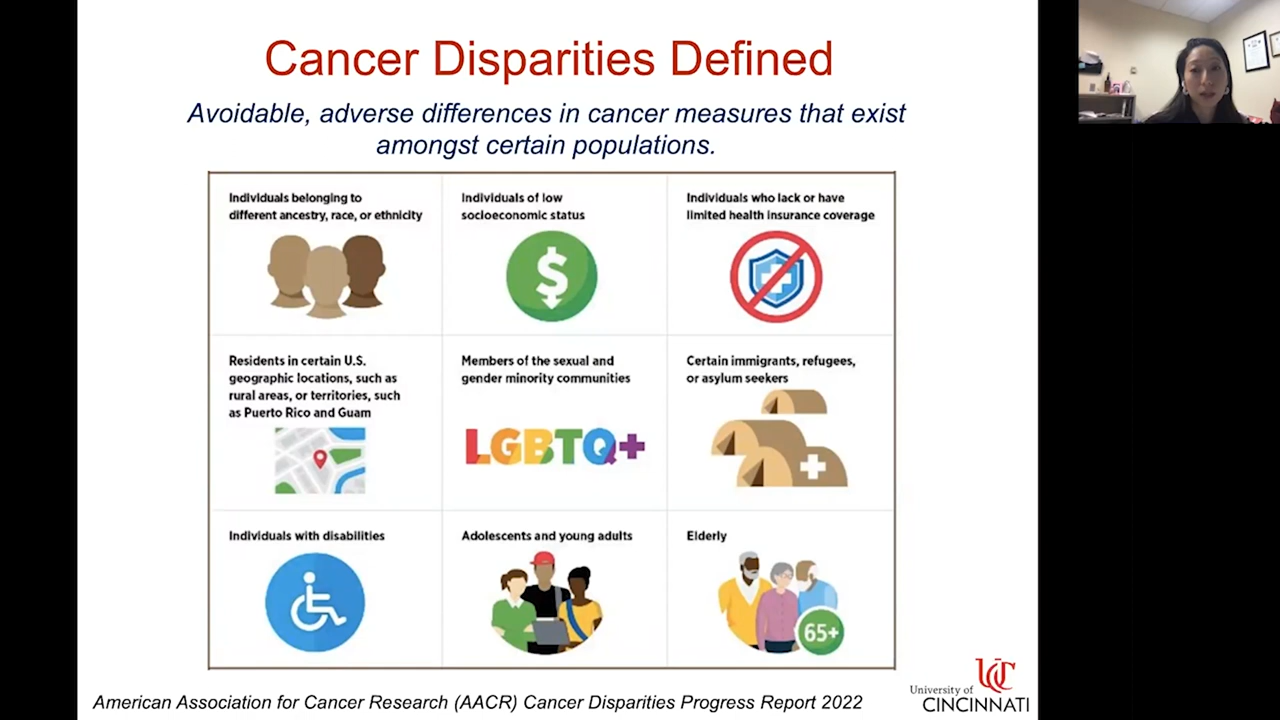 Cancer Disparities Defined
Avoidable, adverse differences in cancer measures that exist
amongst certain populations.
Individuals belonging to
different ancestry, race, or ethnicity
Individuals of low
socioeconomic status
$
Individuals who lack or have
limited health insurance coverage
Residents in certain U.S.
geographic locations, such as
rural areas, or territories, such
as Puerto Rico and Guam
Members of the sexual and
gender minority communities
LGBTQ+
Certain immigrants, refugees,
or asylum seekers
Individuals with disabilities
Adolescents and young adults
Elderly
65+
American Association for Cancer Research (AACR) Cancer Disparities Progress Report 2022
UC
University of
CINCINNATI